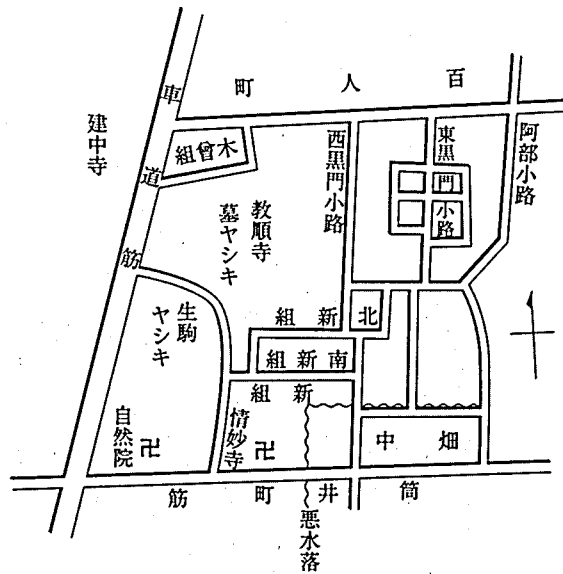 百人町
車道筋
建中寺
木曾組
西黒門小路
東黒門小路
阿部小路
教順寺
墓ヤシキ
生駒
ヤシキ
北新組
南新組
新組
自然院
卍
情妙寺
卍
畑中
筒井町筋
悪水落